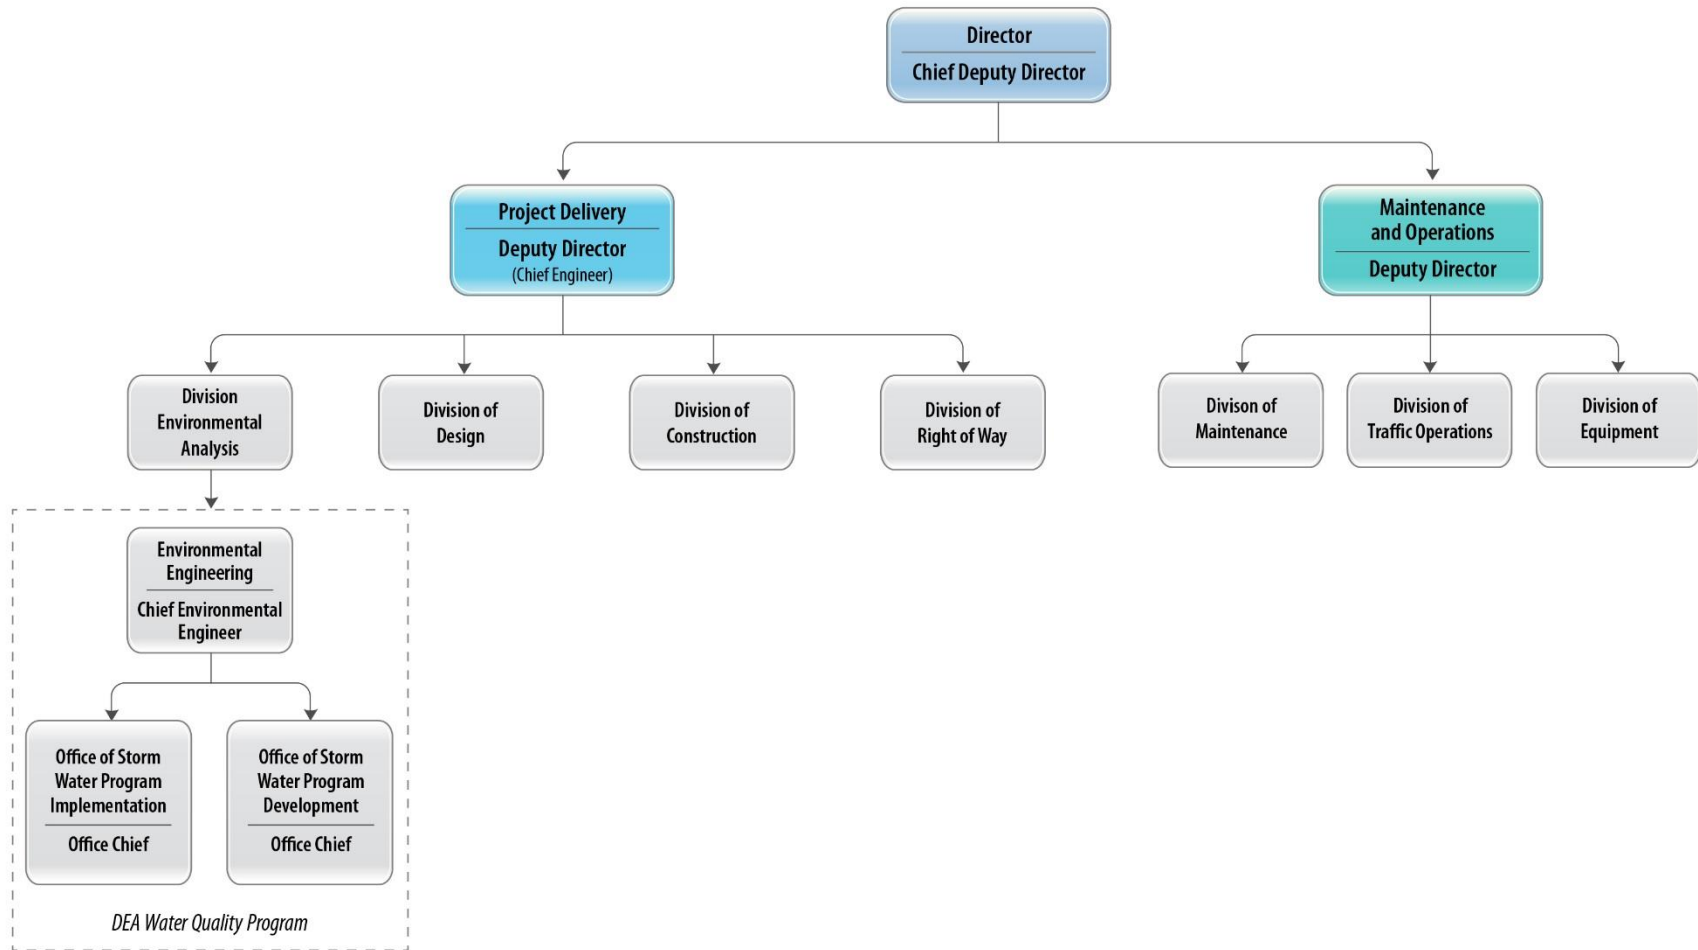 Director
Chief Deputy Director
Project Delivery
Deputy Director
(Chief Engineer)
Maintenance
and Operations
Deputy Director
Division
Environmental
Analysis
Division of
Design
Division of
Construction
Division of
Right of Way
Divison of
Maintenance
Division of
Traffic Operations
Division of
Equipment
Environmental
Engineering
Chief Environmental
Engineer
Office of Storm
Water Program
Implementation
Office Chief
Office of Storm
Water Program
Development
Office Chief
DEA Water Quality Program